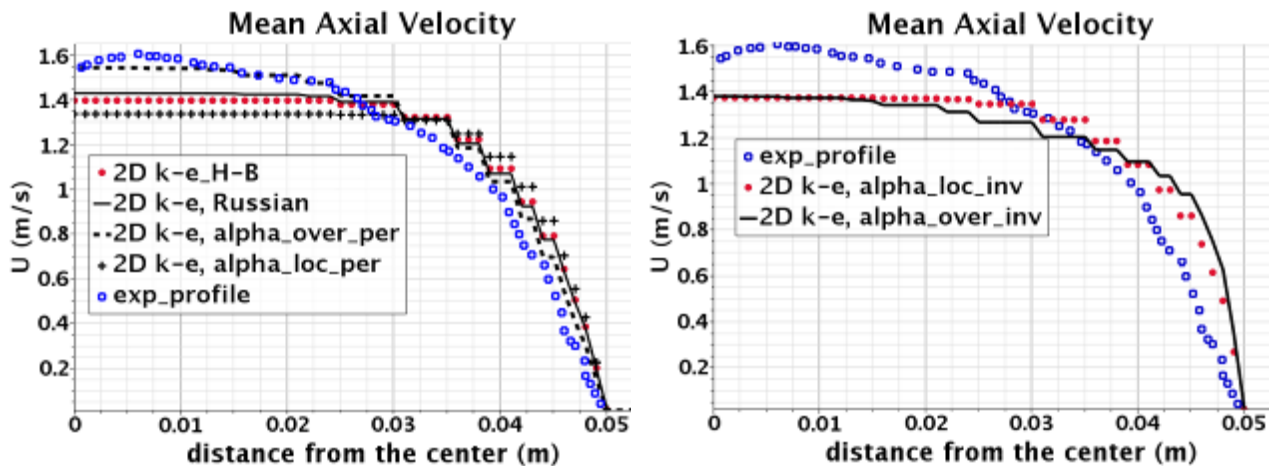 Mean Axial Velocity
U (m/s)
1.6
1.4
1.2
1
0.8
0.6
0.4
0.2
2D k-e_H-B
2D k-e, Russian
2D k-e, alpha_over_per
2D k-e, alpha_loc_per
exp_profile
0 0.01 0.02 0.03 0.04 0.05
distance from the center (m)
Mean Axial Velocity
U (m/s)
1.6
1.4
1.2
1
0.8
0.6
0.4
0.2
exp_profile
2D k-e, alpha_loc_inv
2D k-e, alpha_over_inv
0 0.01 0.02 0.03 0.04 0.05
distance from the center (m)